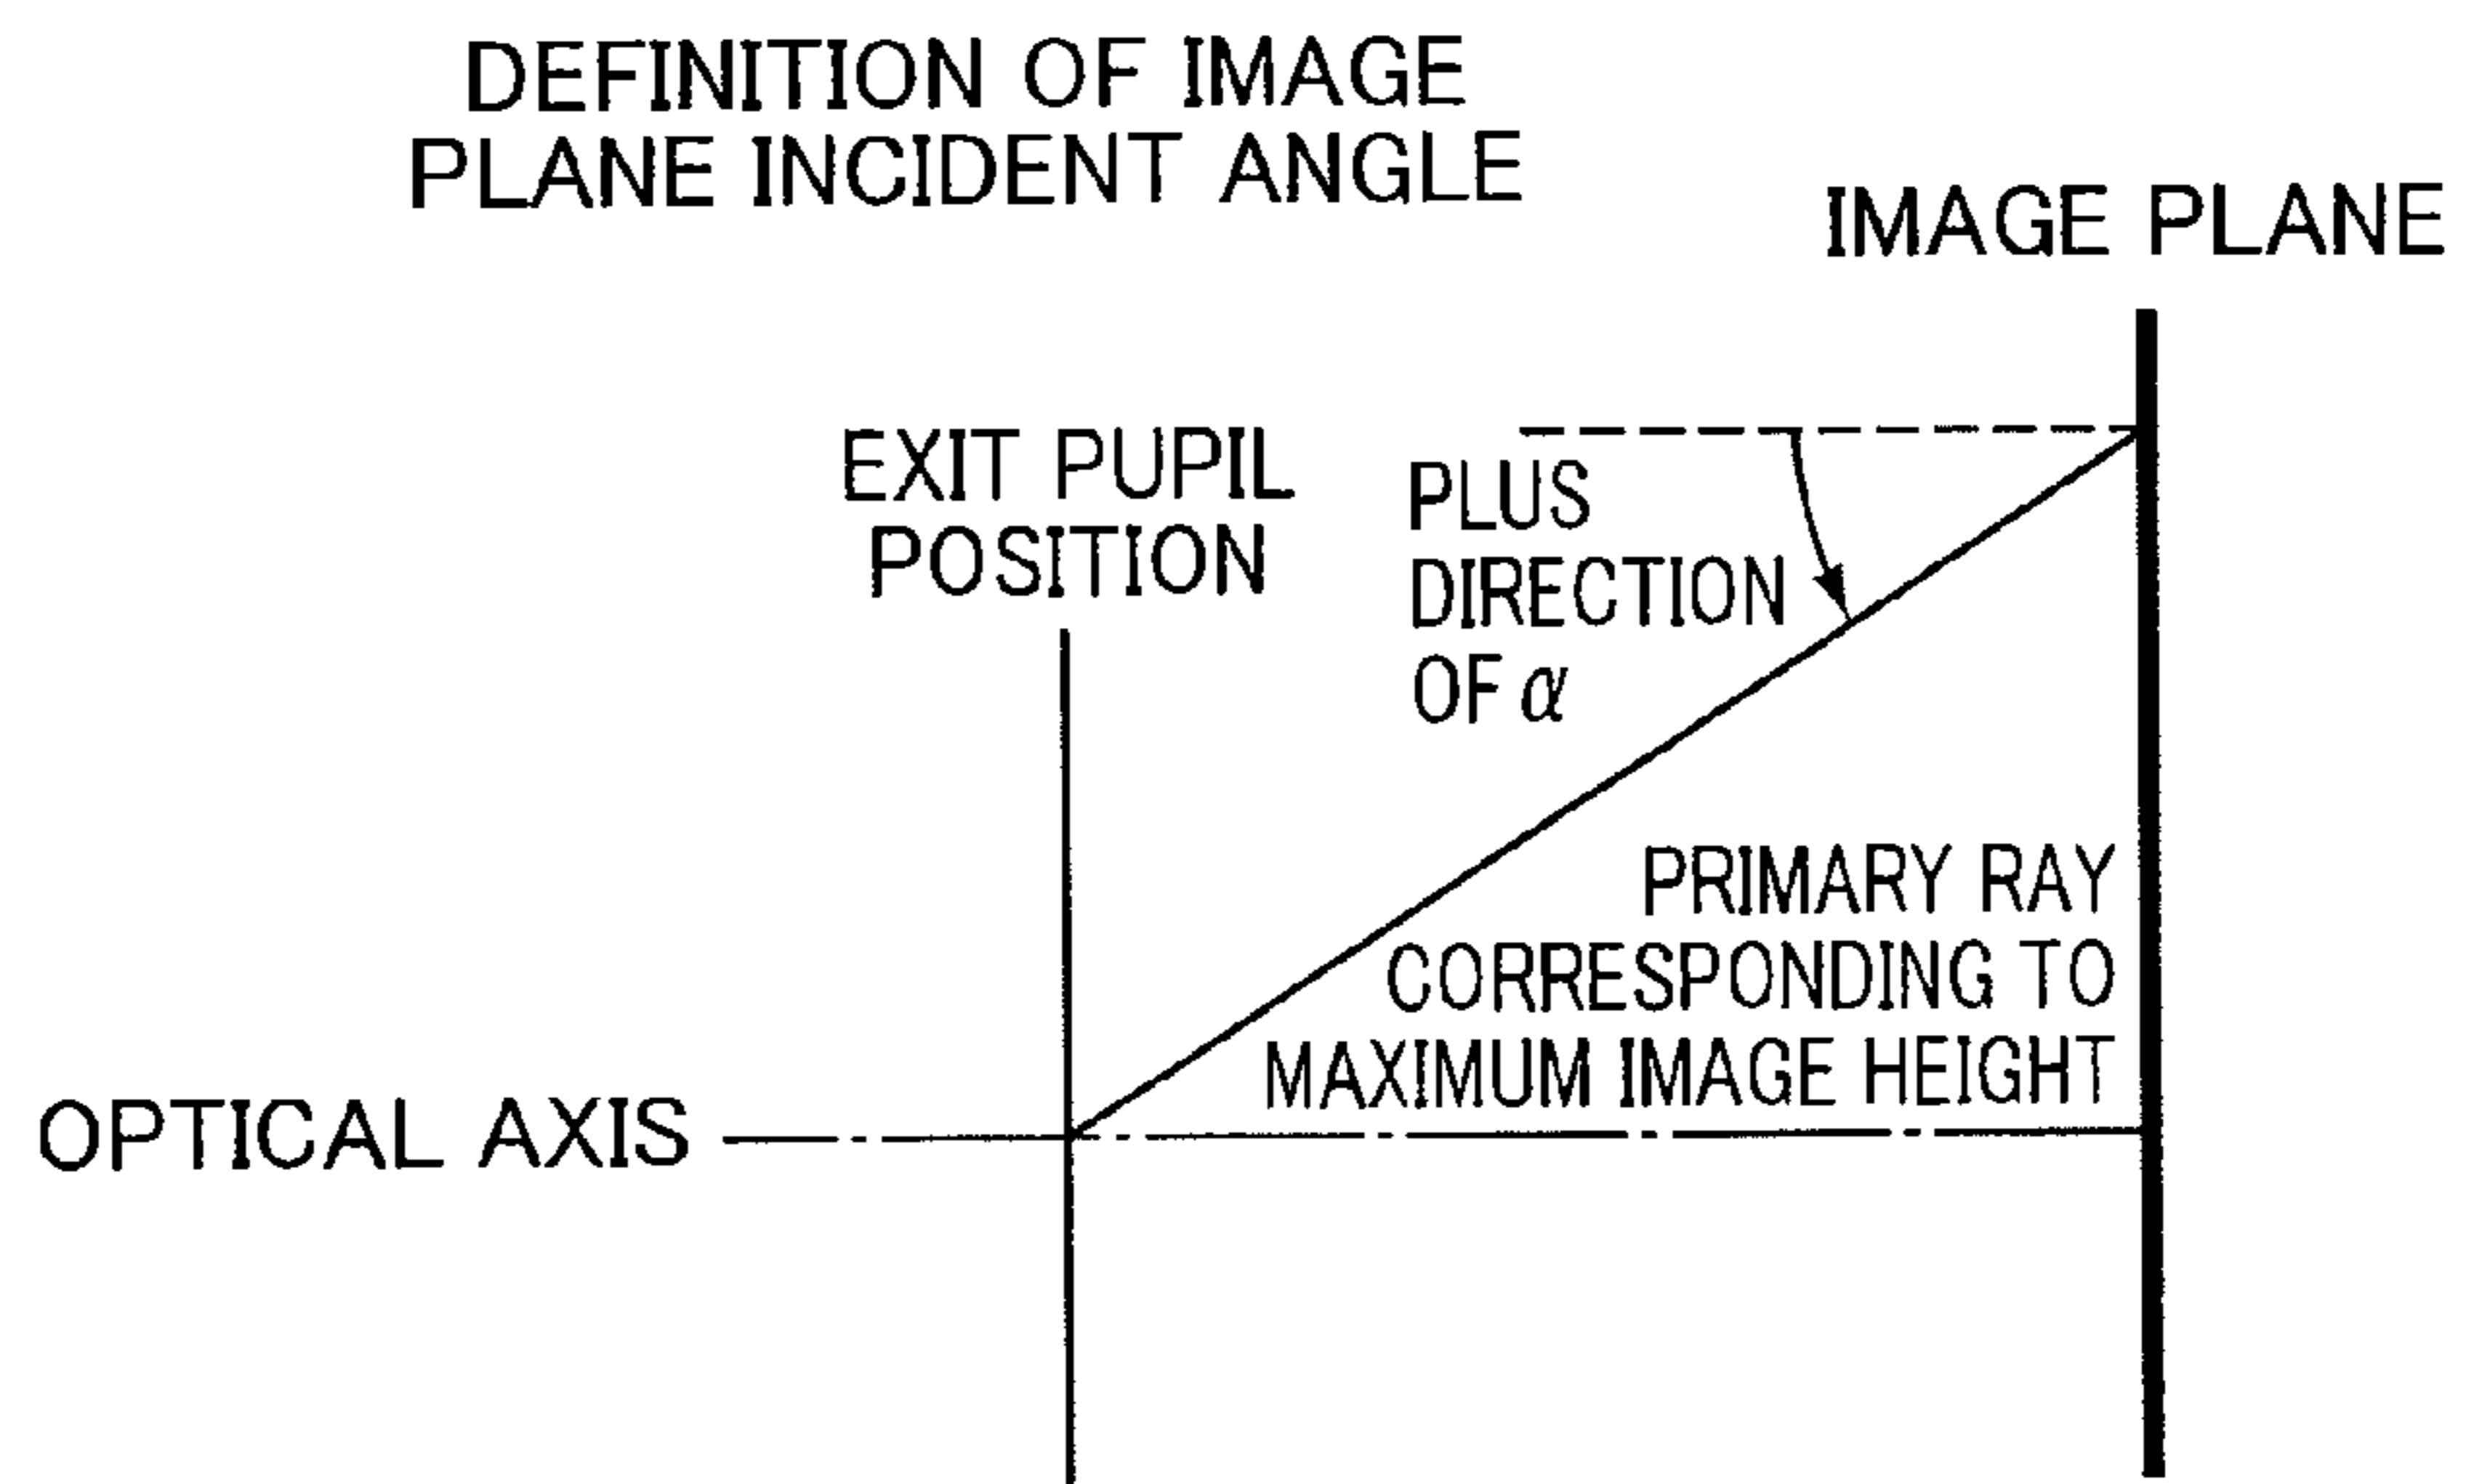 DEFINITION OF IMAGE
PLANE INCIDENT ANGLE
IMAGE PLANE
EXIT PUPIL
POSITION
PLUS
DIRECTION
OF α
PRIMARY RAY
CORRESPONDING TO
MAXIMUM IMAGE HEIGHT
OPTICAL AXIS